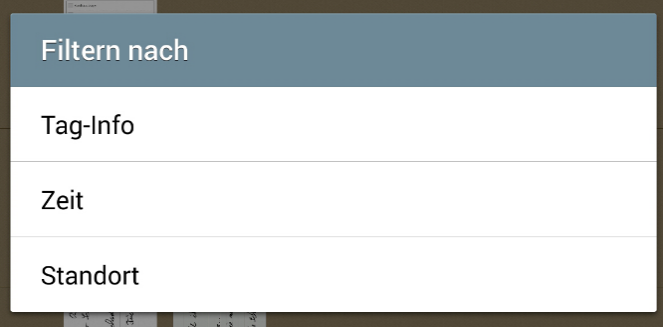 Filtern nach
Tag-Info
Zeit
Standort